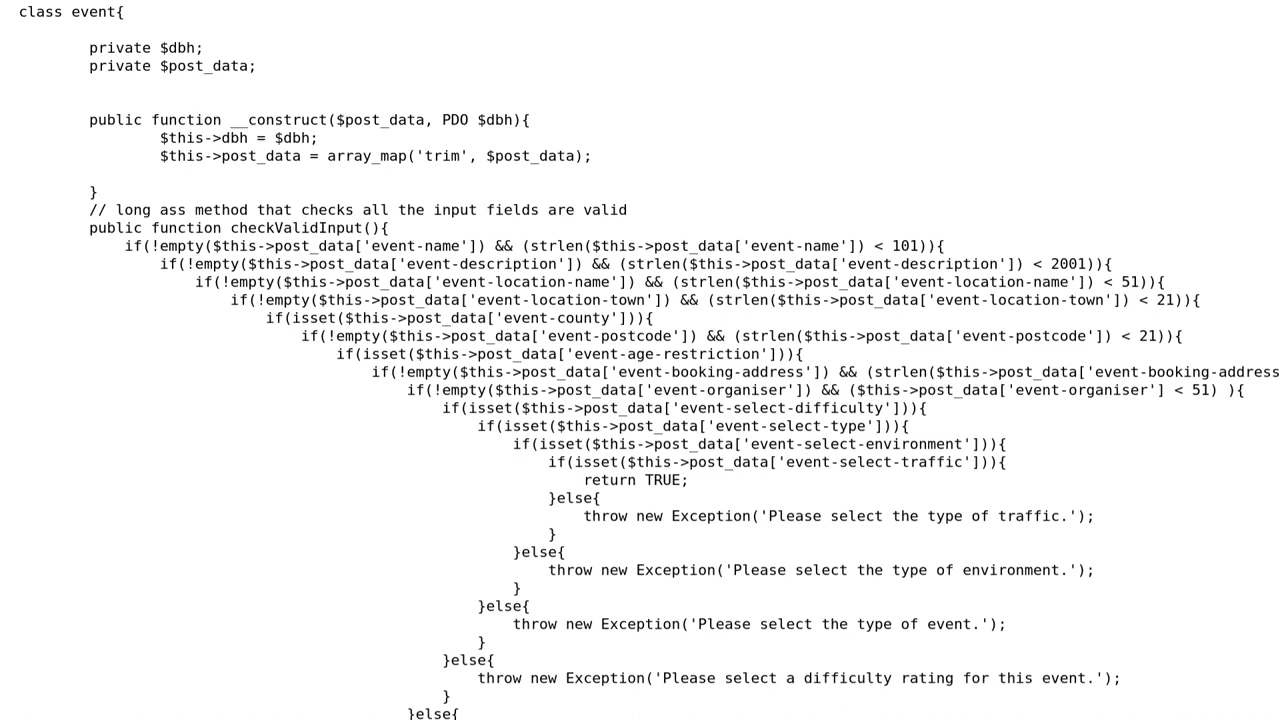 class event{
private $dbh;
private $post_data;
public function __construct($post_data, PDO $dbh){
$this->dbh = $dbh;
$this->post_data = array_map('trim', $post_data);
}
// long ass method that checks all the input fields are valid
public function checkValidInput(){
if(!empty($this->post_data['event-name']) && (strlen($this->post_data['event-name']) < 101)){
if(!empty($this->post_data['event-description']) && (strlen($this->post_data['event-description']) < 2001)){
if(!empty($this->post_data['event-location-name']) && (strlen($this->post_data['event-location-name']) < 51)){
if(!empty($this->post_data['event-location-town']) && (strlen($this->post_data['event-location-town']) < 21)){
if(isset($this->post_data['event-county'])){
if(!empty($this->post_data['event-postcode']) && (strlen($this->post_data['event-postcode']) < 21)){
if(isset($this->post_data['event-age-restriction'])){
if(!empty($this->post_data['event-booking-address']) && (strlen($this->post_data['event-booking-address
if(!empty($this->post_data['event-organiser']) && ($this->post_data['event-organiser'] < 51) ){
if(isset($this->post_data['event-select-difficulty'])){
if(isset($this->post_data['event-select-type'])){
if(isset($this->post_data['event-select-environment'])){
if(isset($this->post_data['event-select-traffic'])){
return TRUE;
}else{
throw new Exception('Please select the type of traffic.');
}
}else{
throw new Exception('Please select the type of environment.');
}
}else{
throw new Exception('Please select the type of event.');
}
}else{
throw new Exception('Please select a difficulty rating for this event.');
}
}else{